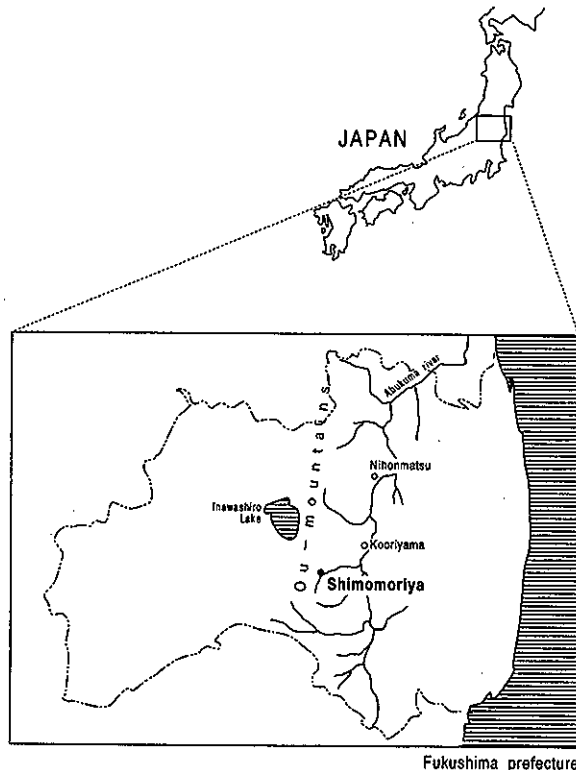 JAPAN
Abukuma river
Ou-mountains
Nihonmatsu
Inawashiro
Lake
Kooriyama
Shimomoriya
Fukushima prefecture